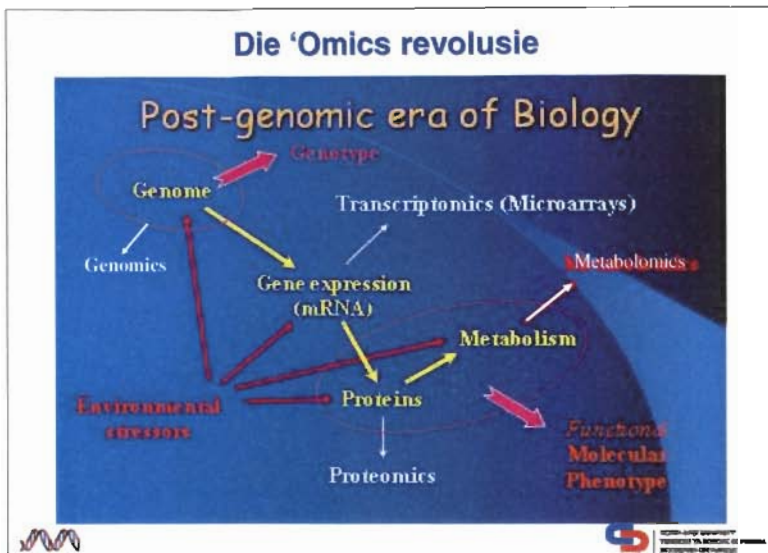 Die ‘Omics revolusie
Post-genomic era of Biology
Genotype
Genome
Transcriptomics (Microarrays)
Genomics
Metabolomics
Gene expression
(mRNA)
Metabolism
Environmental
stressors
Proteins
Functional
Molecular
Phenotype
Proteomics